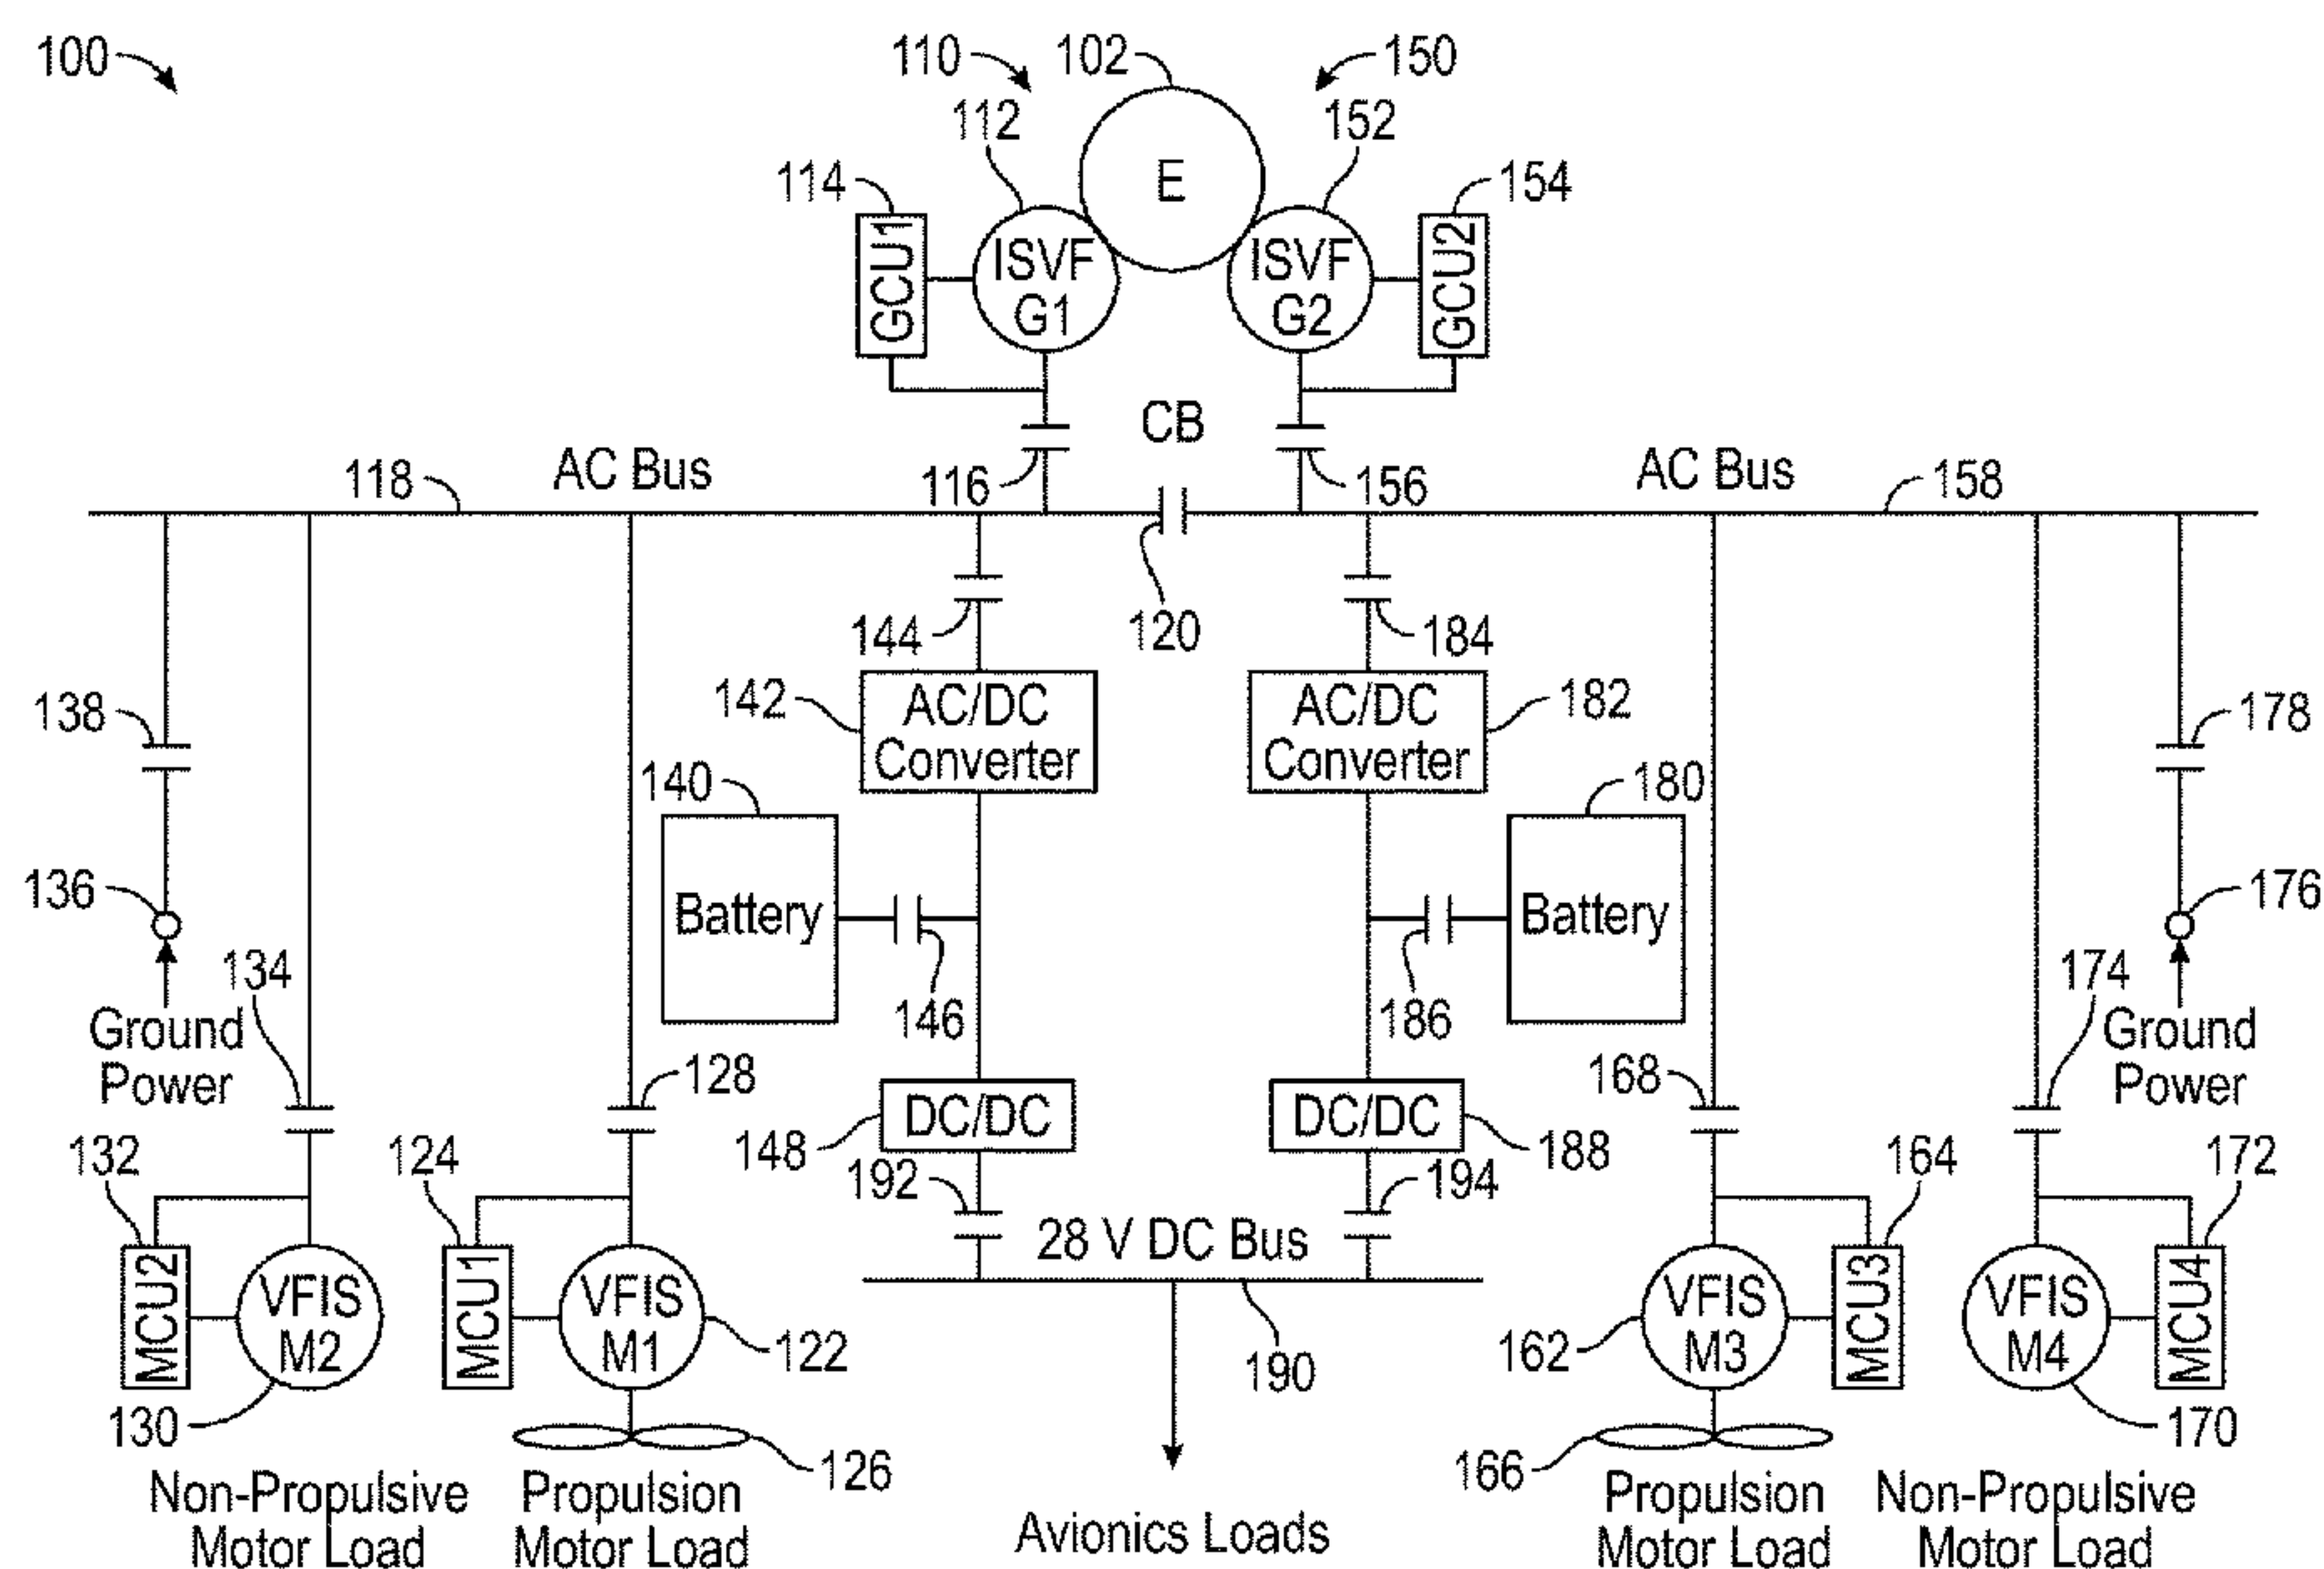 100
110
102
150
112
152
114
E
154
GCU1
ISVF
G1
ISVF
G2
GCU2
CB
AC Bus
AC Bus
118
116
156
158
144
120
184
138
142
AC/DC
Converter
AC/DC
Converter
182
178
140
180
136
Battery
Battery
176
134
146
186
174
Ground
Power
Ground
Power
128
168
132
124
148
DC/DC
DC/DC
188
164
172
192
194
28 V DC Bus
MCU2
VFIS
M2
MCU1
VFIS
M1
122
190
162
VFIS
M3
MCU3
VFIS
M4
MCU4
130
126
166
170
Non-Propulsive
Motor Load
Propulsion
Motor Load
Avionics Loads
Propulsion
Motor Load
Non-Propulsive
Motor Load